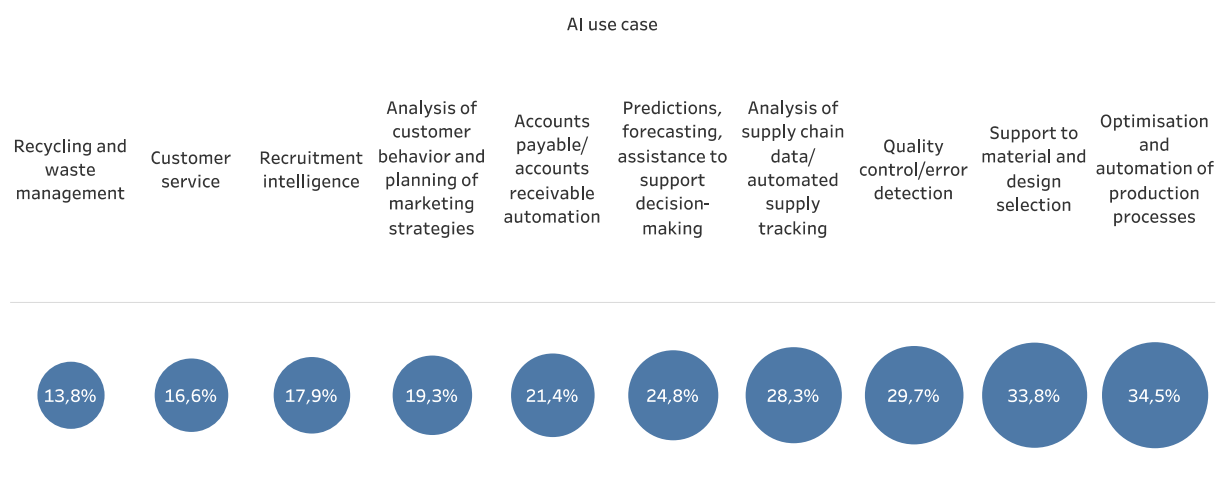 AI use case
Recycling and
waste
management
Customer
service
Recruitment
intelligence
Analysis of
customer
behavior and
planning of
marketing
strategies
Accounts
payable/
accounts
receivable
automation
Predictions,
forecasting,
assistance to
support
decision-
making
Analysis of
supply chain
data/
automated
supply
tracking
Quality
control/error
detection
Support to
material and
design
selection
Optimisation
and
automation of
production
processes
13,8%
16,6%
17,9%
19,3%
21,4%
24,8%
28,3%
29,7%
33,8%
34,5%